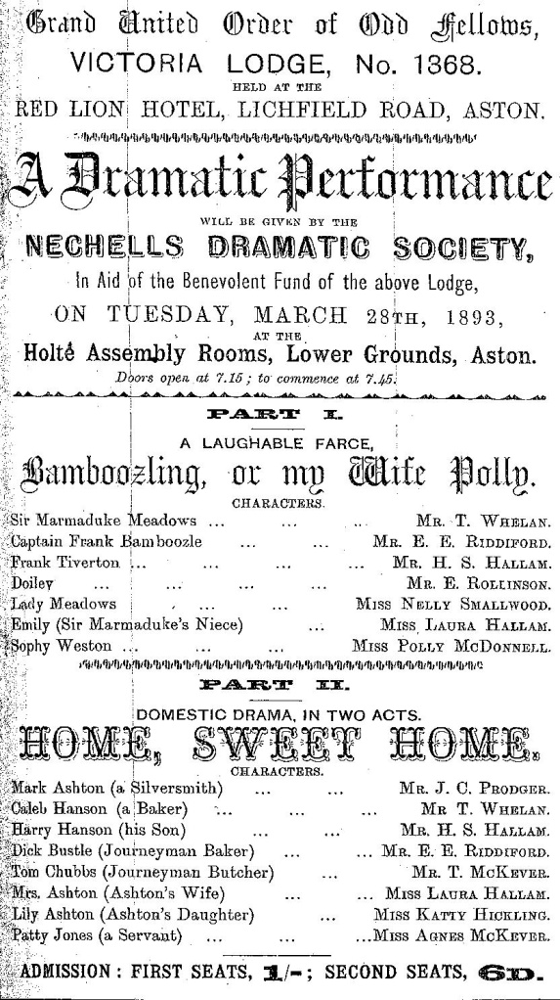 Grand United Order of Odd Fellows,
VICTORIA LODGE, No. 1368.
HELD AT THE
RED LION HOTEL, LICHFIELD ROAD, ASTON.
A Dramatic Performance
WILL BE GIVEN BY THE
NECHELLS DRAMATIC SOCIETY,
In Aid of the Benevolent Fund of the above Lodge,
ON TUESDAY, MARCH 28TH, 1893,
AT THE
Holte Assembly Rooms, Lower Grounds, Aston.
Doors open at 7.15; to commence at 7.45.
PART I.
A LAUGHABLE FARCE,
Bamboozling, or my Wife Polly.
CHARACTERS.
Sir Marmaduke Meadows ... ... ... MR. T. WHELAN.
Captain Frank Bamboozle ... ... MR. E. E. RIDDIFORD.
Frank Tiverton ... ... ... ... MR. H. S. HALLAM.
Doiley ... ... ... ... MR. E. ROLLINSON.
Lady Meadows ... ... MISS NELLY SMALLWOOD.
Emily (Sir Marmaduke's Niece) ... MISS LAURA HALLAM.
Sophy Weston ... ... ... MISS POLLY MCDONNELL.
PART II.
DOMESTIC DRAMA, IN TWO ACTS.
HOME, SWEET HOME.
CHARACTERS.
Mark Ashton (a Silversmith) ... ... MR. J. C. PRODGER.
Caleb Hanson (a Baker) ... ... ... MR T. WHELAN.
Harry Hanson (his Son) ... ... MR. H. S. HALLAM.
Dick Bustle (Journeyman Baker) ... ... MR. E. E. RIDDIFORD.
Tom Chubbs (Journeyman Butcher) ... MR. T. MCKEVER.
Mrs. Ashton (Ashton's Wife) ... ... MISS LAURA HALLAM.
Lily Ashton (Ashton's Daughter) ... MISS KATTY HICKLING.
Patty Jones (a Servant) ... ... ...MISS AGNES MCKEVER.
ADMISSION: FIRST SEATS, 1/-; SECOND SEATS, 6D.